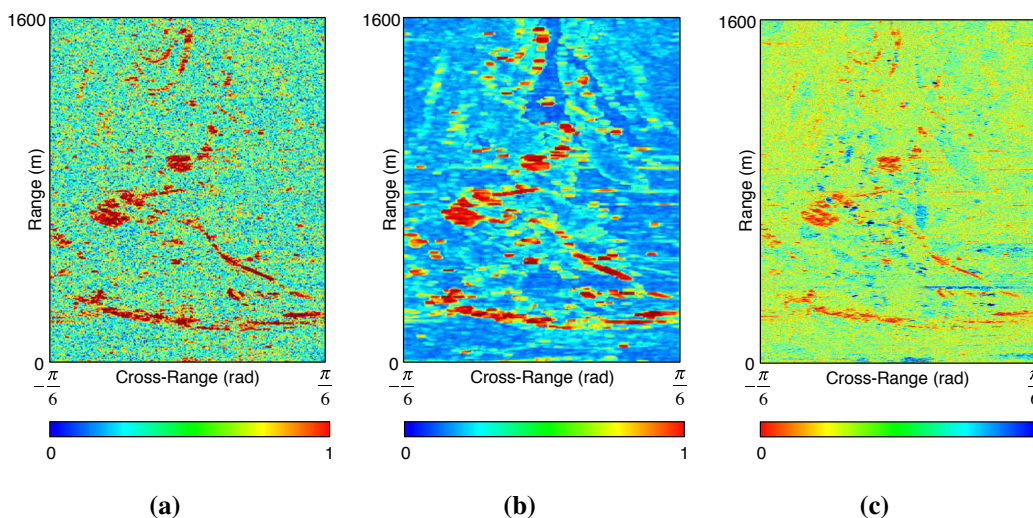 1600
Range (m)
0
−π/6
Cross-Range (rad)
π/6
0
1
(a)
1600
Range (m)
0
−π/6
Cross-Range (rad)
π/6
0
1
(b)
1600
Range (m)
0
−π/6
Cross-Range (rad)
π/6
0
(c)